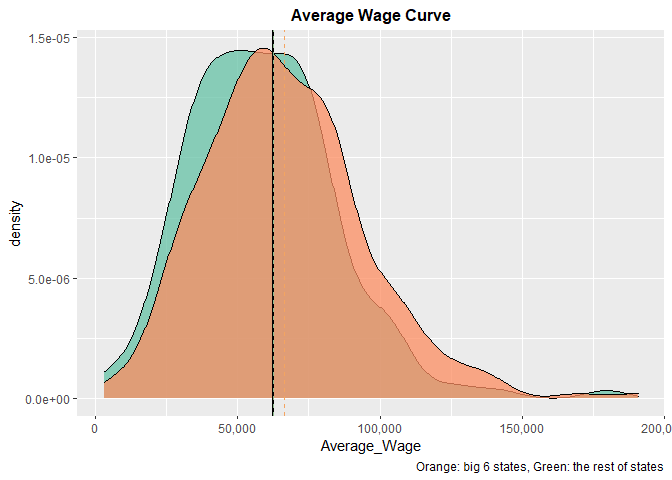 Average Wage Curve
1.5e-05
1.0e-05
5.0e-06
0.0e+00
density
0 50,000 100,000 150,000 200,0
Average_Wage
Orange: big 6 states, Green: the rest of states